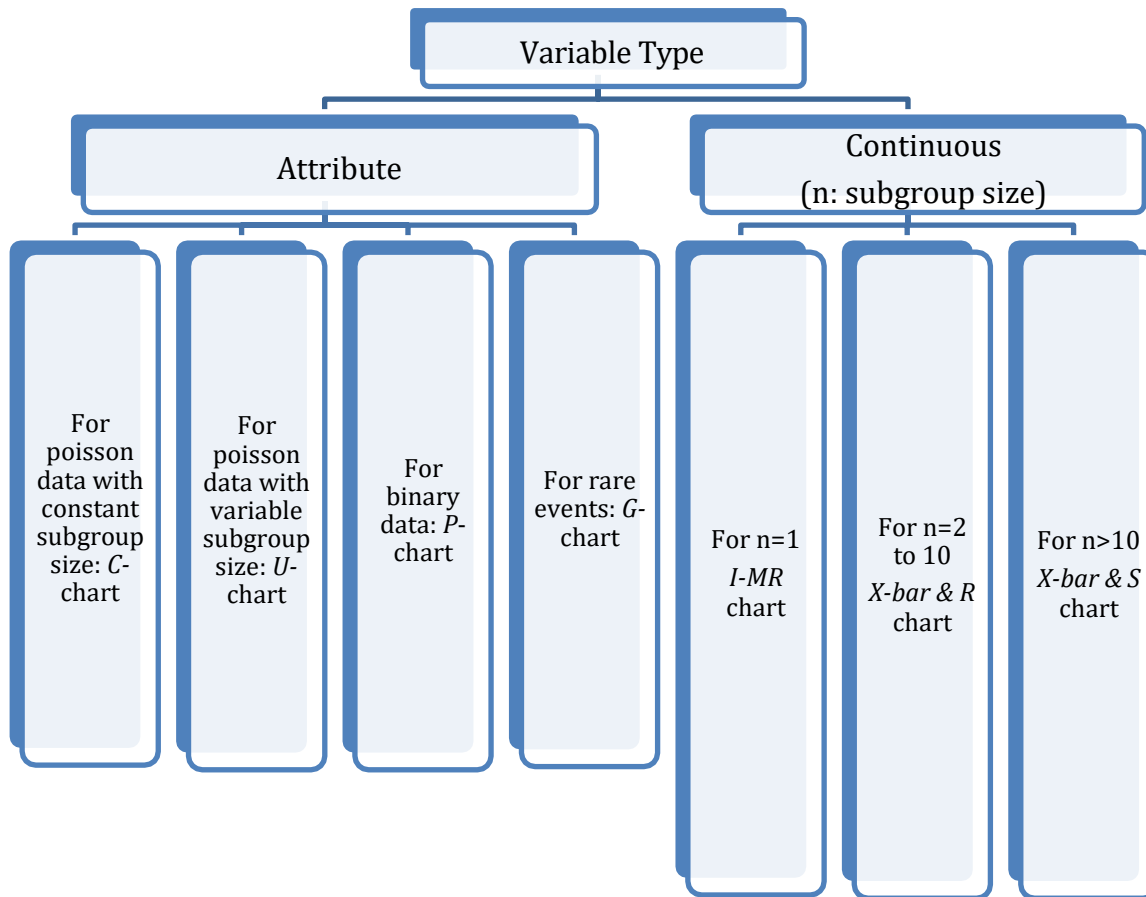 Variable Type
Attribute
Continuous
(n: subgroup size)
For
poisson
data with
constant
subgroup
size: C-
chart
For
poisson
data with
variable
subgroup
size: U-
chart
For
binary
data: P-
chart
For rare
events: G-
chart
For n=1
I-MR
chart
For n=2
to 10
X-bar & R
chart
For n>10
X-bar & S
chart